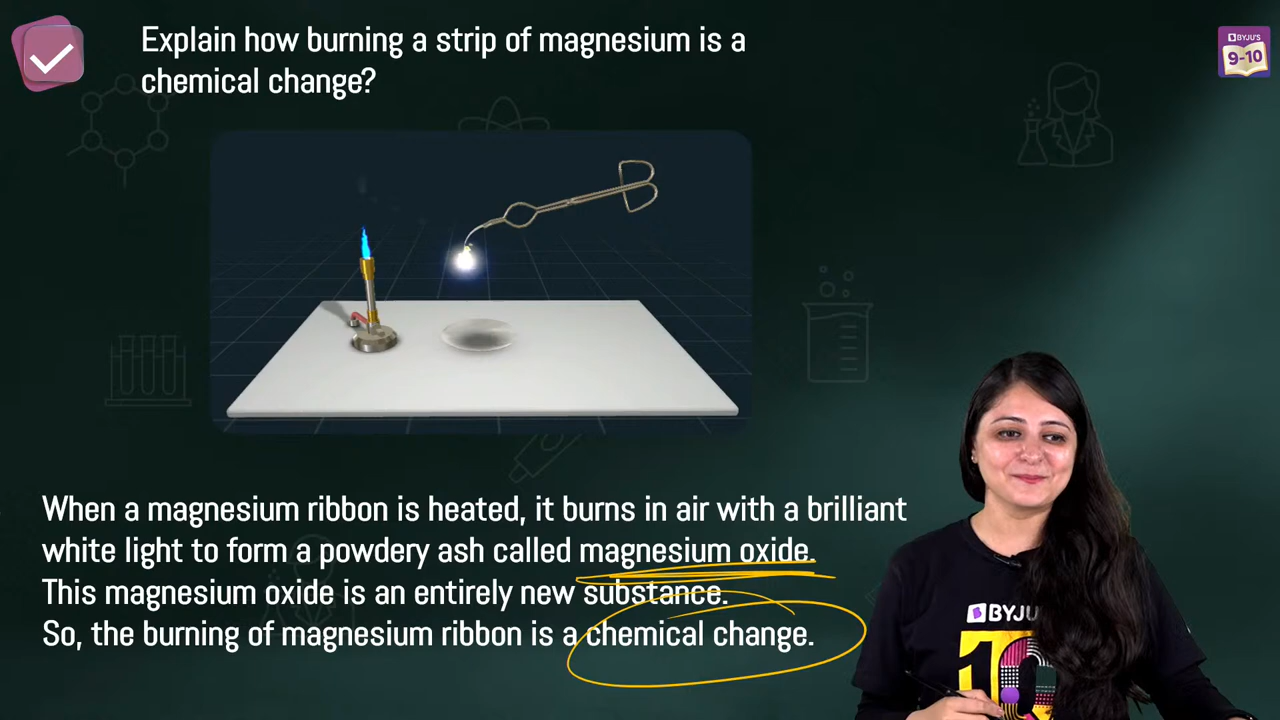 Explain how burning a strip of magnesium is a
chemical change?
BYJU'S
9-10
When a magnesium ribbon is heated, it burns in air with a brilliant
white light to form a powdery ash called magnesium oxide.
This magnesium oxide is an entirely new substance.
So, the burning of magnesium ribbon is a chemical change.
BYJU